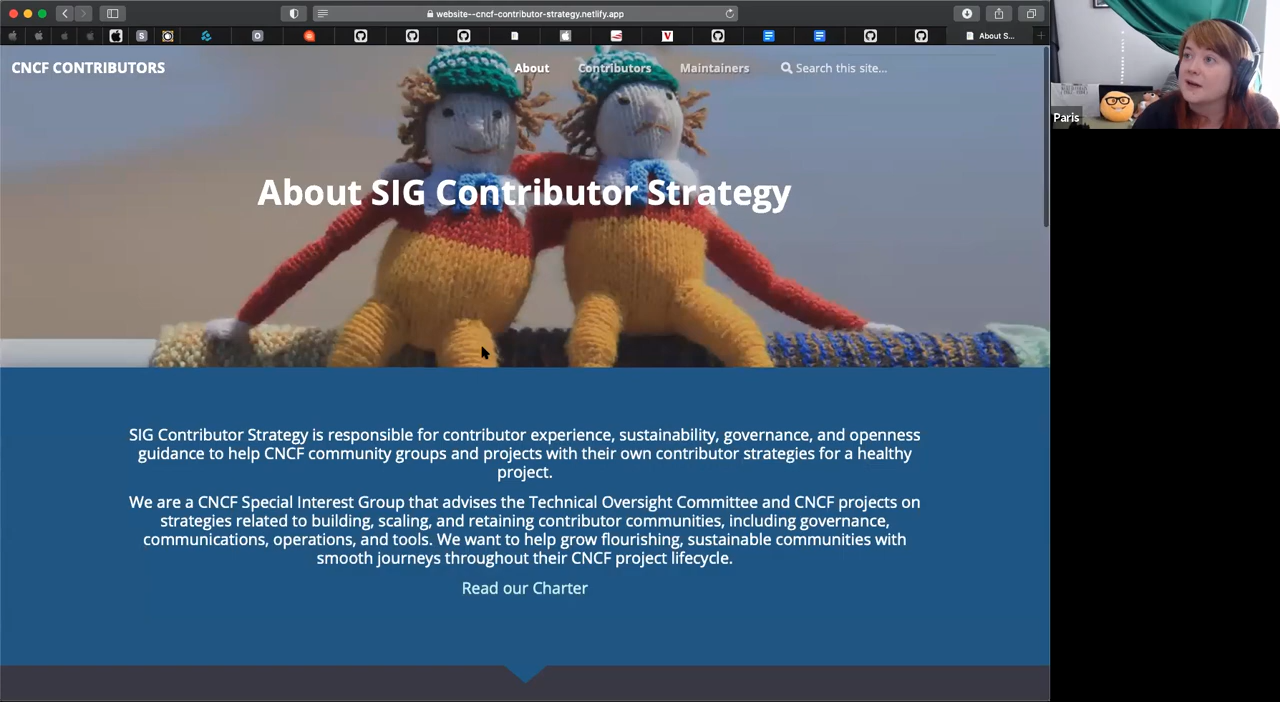 website--cncf-contributor-strategy.netlify.app
About S...
CNCF CONTRIBUTORS
About
Contributors
Maintainers
Search this site...
About SIG Contributor Strategy
SIG Contributor Strategy is responsible for contributor experience, sustainability, governance, and openness
guidance to help CNCF community groups and projects with their own contributor strategies for a healthy
project.
We are a CNCF Special Interest Group that advises the Technical Oversight Committee and CNCF projects on
strategies related to building, scaling, and retaining contributor communities, including governance,
communications, operations, and tools. We want to help grow flourishing, sustainable communities with
smooth journeys throughout their CNCF project lifecycle.
Read our Charter
Paris